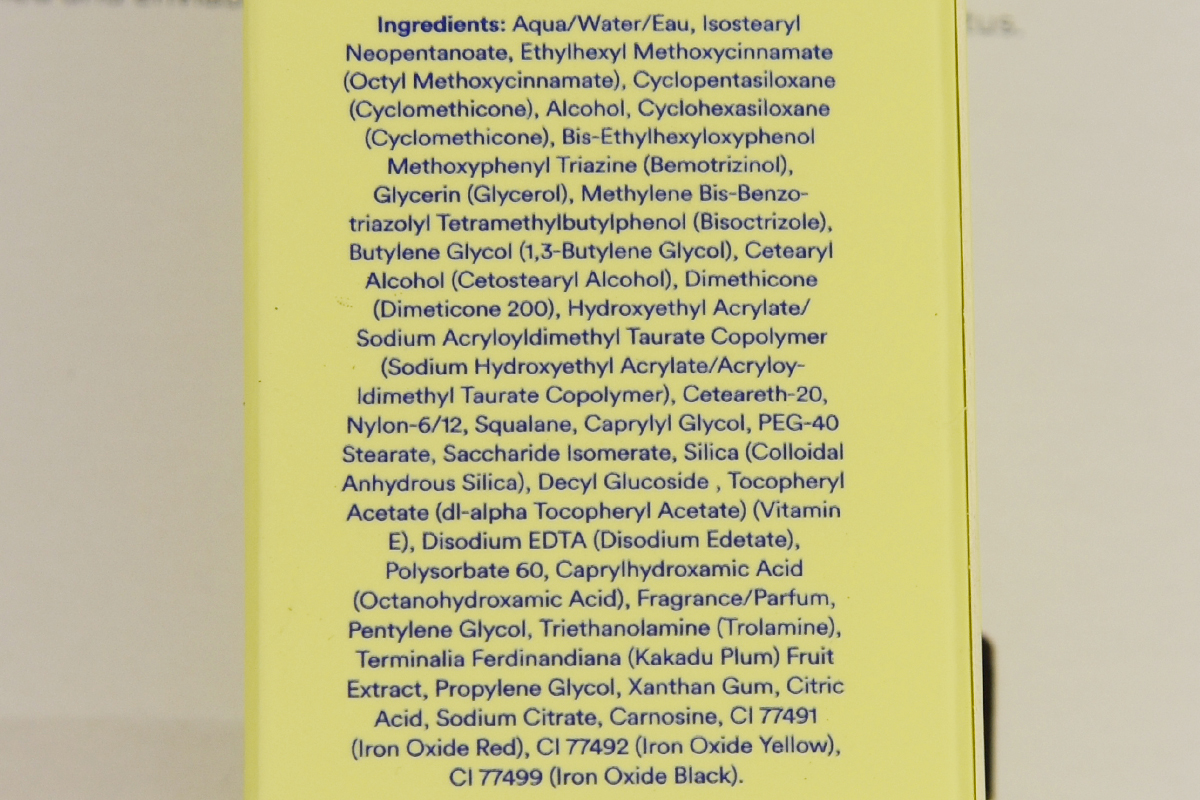 Ingredients: Aqua/Water/Eau, Isostearyl
Neopentanoate, Ethylhexyl Methoxycinnamate
(Octyl Methoxycinnamate), Cyclopentasiloxane
(Cyclomethicone), Alcohol, Cyclohexasiloxane
(Cyclomethicone), Bis-Ethylhexyloxyphenol
Methoxyphenyl Triazine (Bemotrizinol),
Glycerin (Glycerol), Methylene Bis-Benzo-
triazolyl Tetramethylbutylphenol (Bisoctrizole),
Butylene Glycol (1,3-Butylene Glycol), Cetearyl
Alcohol (Cetostearyl Alcohol), Dimethicone
(Dimeticone 200), Hydroxyethyl Acrylate/
Sodium Acryloyldimethyl Taurate Copolymer
(Sodium Hydroxyethyl Acrylate/Acryloy-
ldimethyl Taurate Copolymer), Ceteareth-20,
Nylon-6/12, Squalane, Caprylyl Glycol, PEG-40
Stearate, Saccharide Isomerate, Silica (Colloidal
Anhydrous Silica), Decyl Glucoside , Tocopheryl
Acetate (dl-alpha Tocopheryl Acetate) (Vitamin
E), Disodium EDTA (Disodium Edetate),
Polysorbate 60, Caprylhydroxamic Acid
(Octanohydroxamic Acid), Fragrance/Parfum,
Pentylene Glycol, Triethanolamine (Trolamine),
Terminalia Ferdinandiana (Kakadu Plum) Fruit
Extract, Propylene Glycol, Xanthan Gum, Citric
Acid, Sodium Citrate, Carnosine, CI 77491
(Iron Oxide Red), CI 77492 (Iron Oxide Yellow),
CI 77499 (Iron Oxide Black).